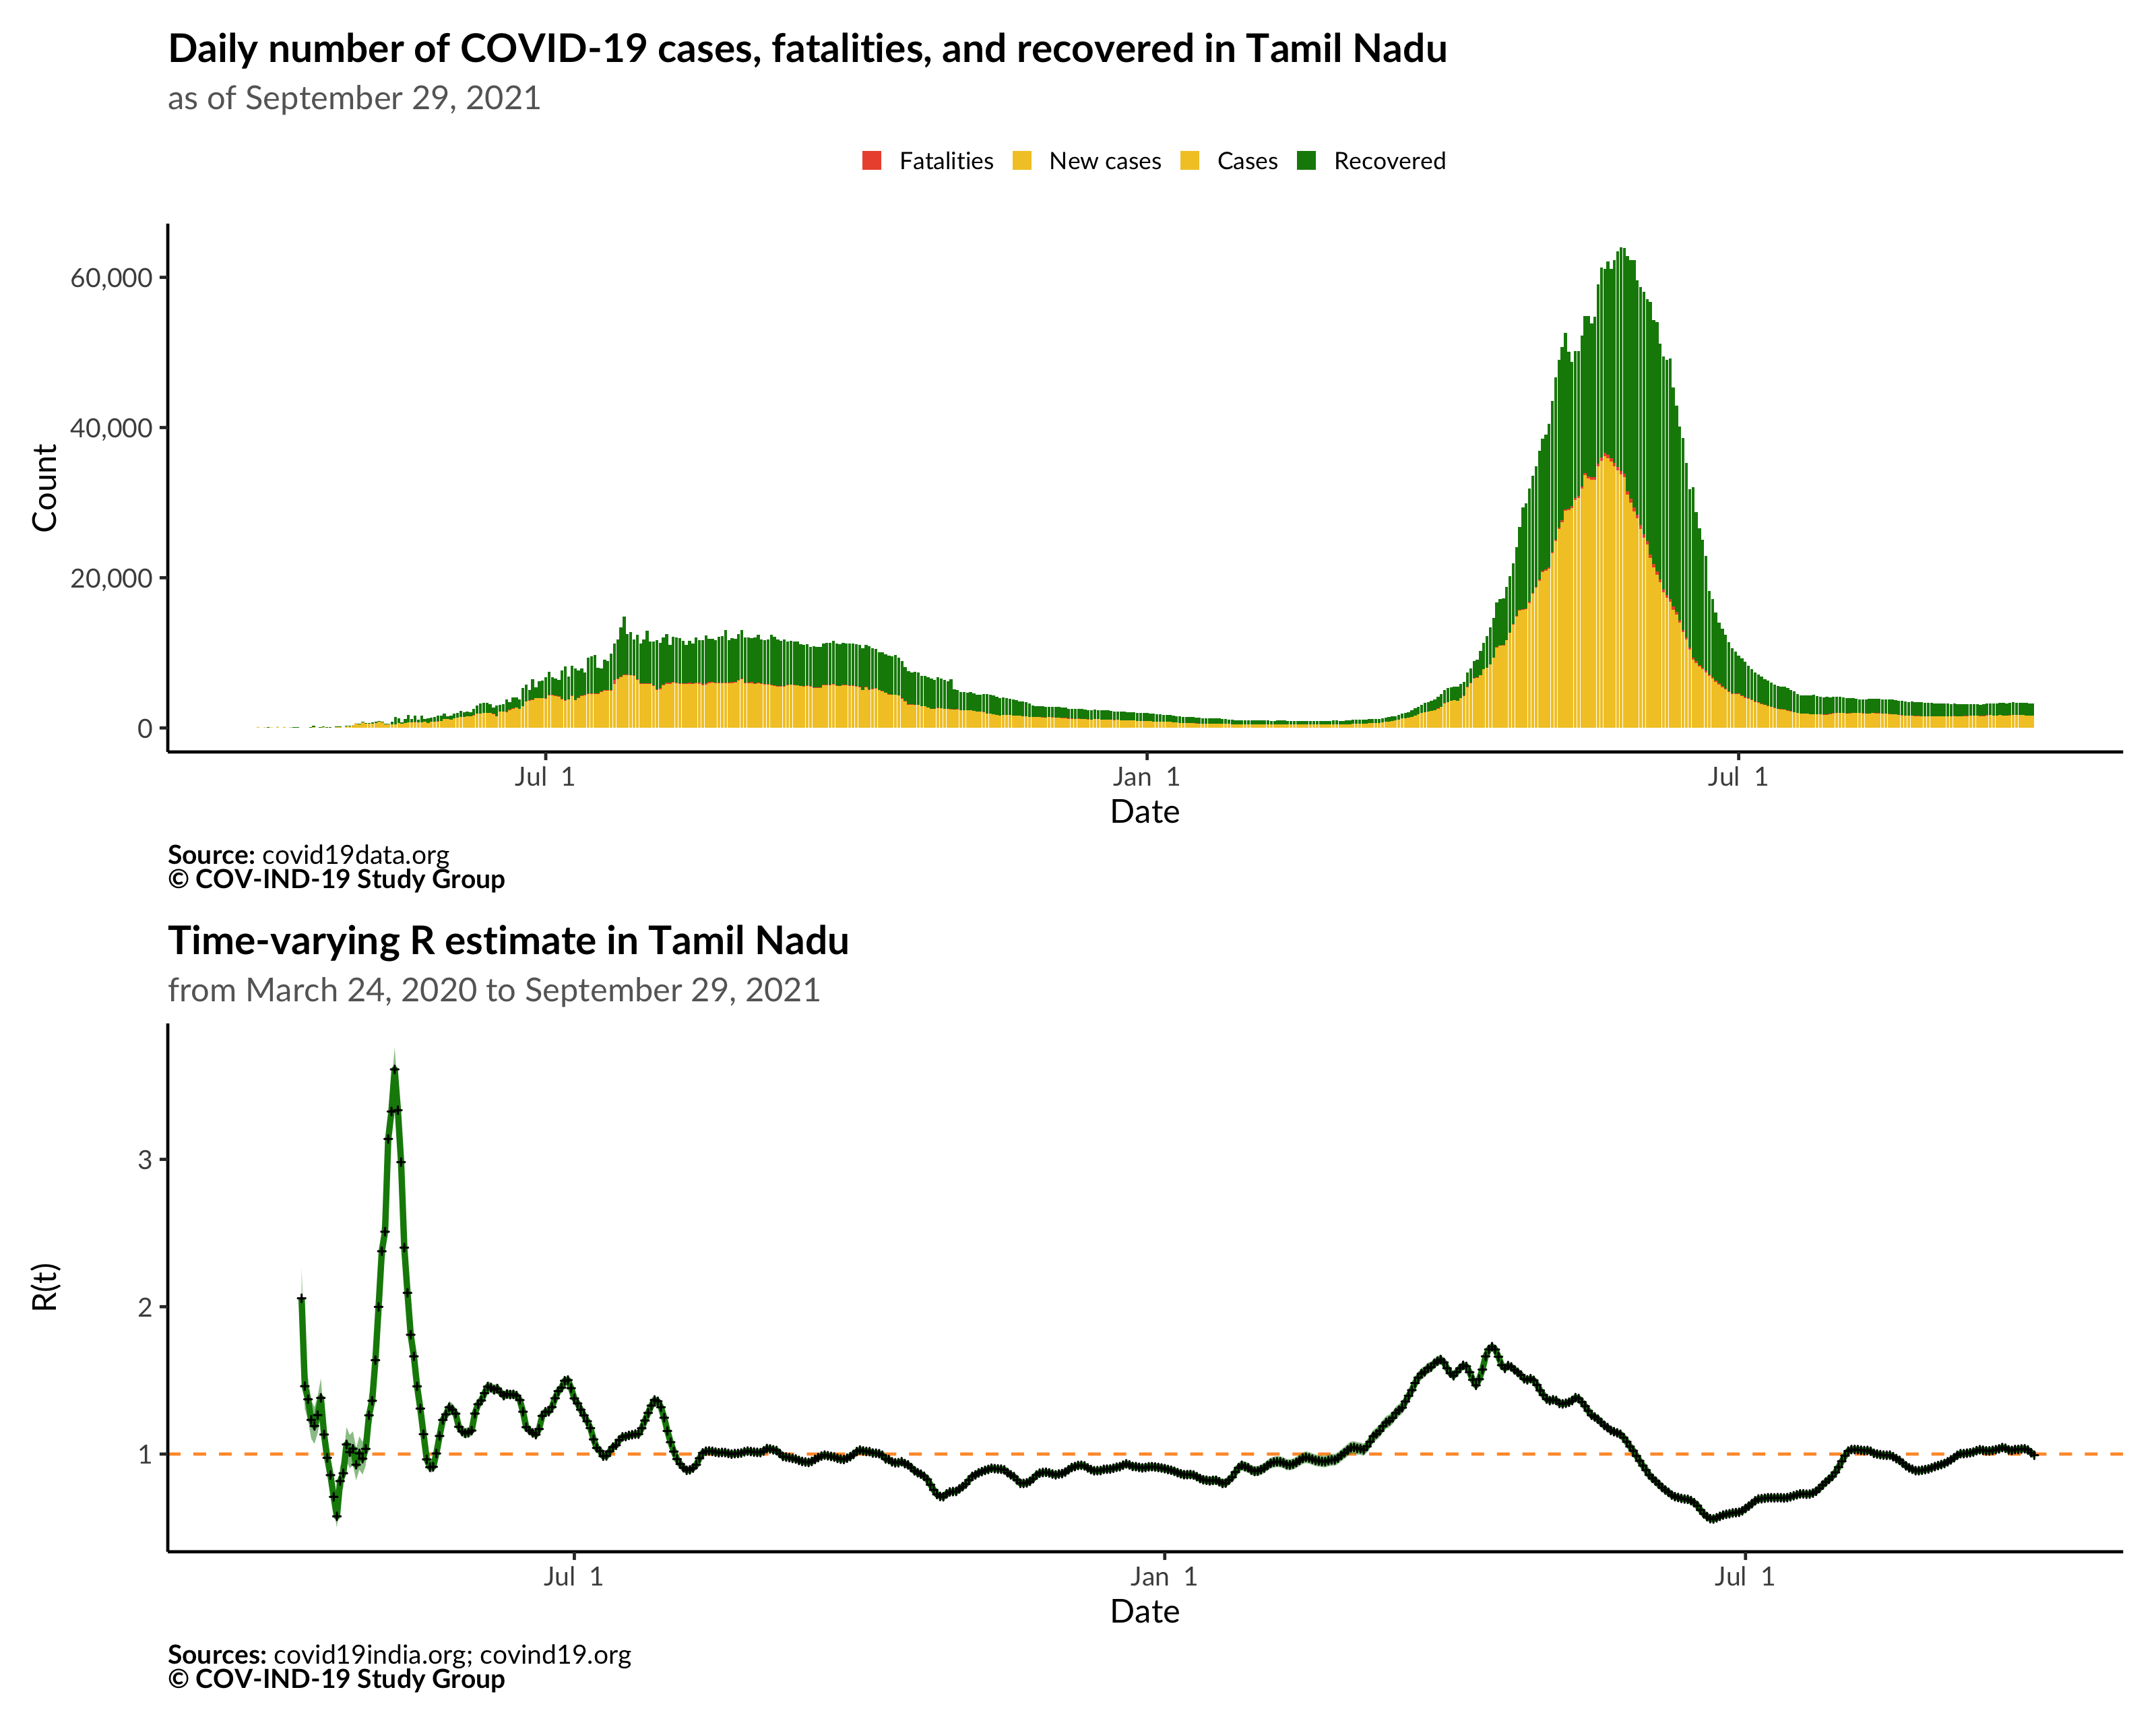 Daily number of COVID-19 cases, fatalities, and recovered in Tamil Nadu
as of September 29, 2021
Fatalities New cases Cases Recovered
60,000
40,000
20,000
0
Count
Jul 1 Jan 1 Jul 1
Date
Source: covid19data.org
© COV-IND-19 Study Group
Time-varying R estimate in Tamil Nadu
from March 24, 2020 to September 29, 2021
3
2
1
R(t)
Jul 1 Jan 1 Jul 1
Date
Sources: covid19india.org; covind19.org
© COV-IND-19 Study Group